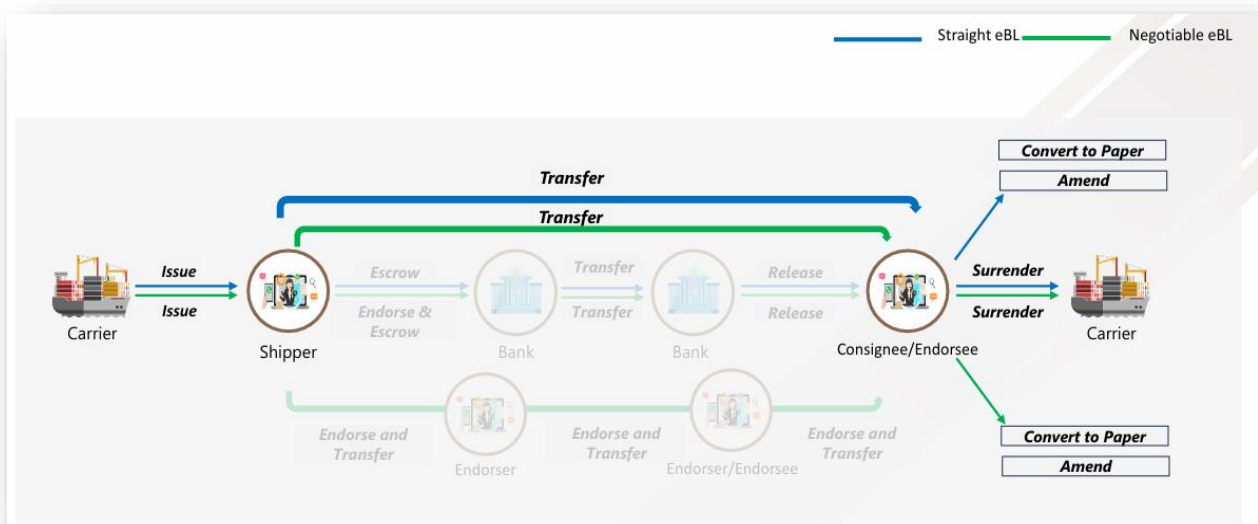 Straight eBL
Negotiable eBL
Convert to Paper
Amend
Transfer
Transfer
Issue
Issue
Carrier
Shipper
Escrow
Endorse &
Escrow
Bank
Transfer
Transfer
Bank
Release
Release
Consignee/Endorsee
Surrender
Surrender
Carrier
Endorse and
Transfer
Endorser
Endorse and
Transfer
Endorser/Endorsee
Endorse and
Transfer
Convert to Paper
Amend